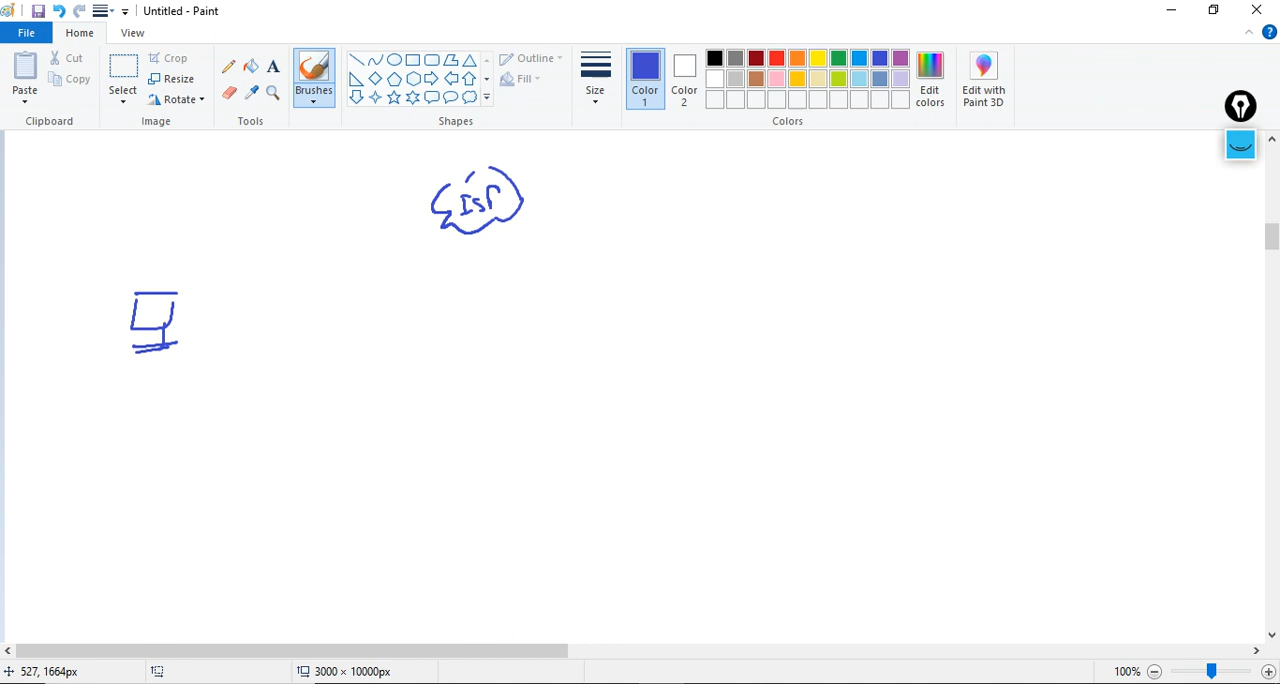 Untitled - Paint
File Home View
Paste
Cut
Copy
Clipboard
Select
Crop
Resize
Rotate
Image
A
Tools
Brushes
Outline
Fill
Shapes
Size
Color 1
Color 2
Edit colors
Colors
Edit with Paint 3D
ISP
527, 1664px
3000 × 10000px
100%